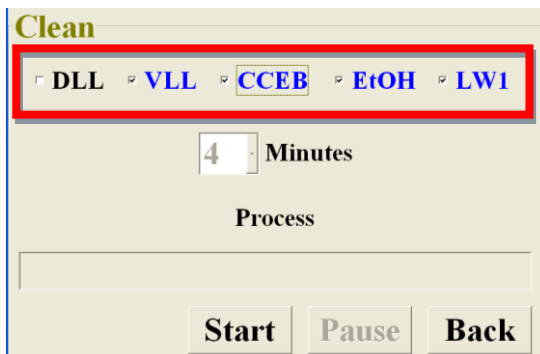 Clean
DLL VLL CCEB EtOH LW1
4 Minutes
Process
Start Pause Back